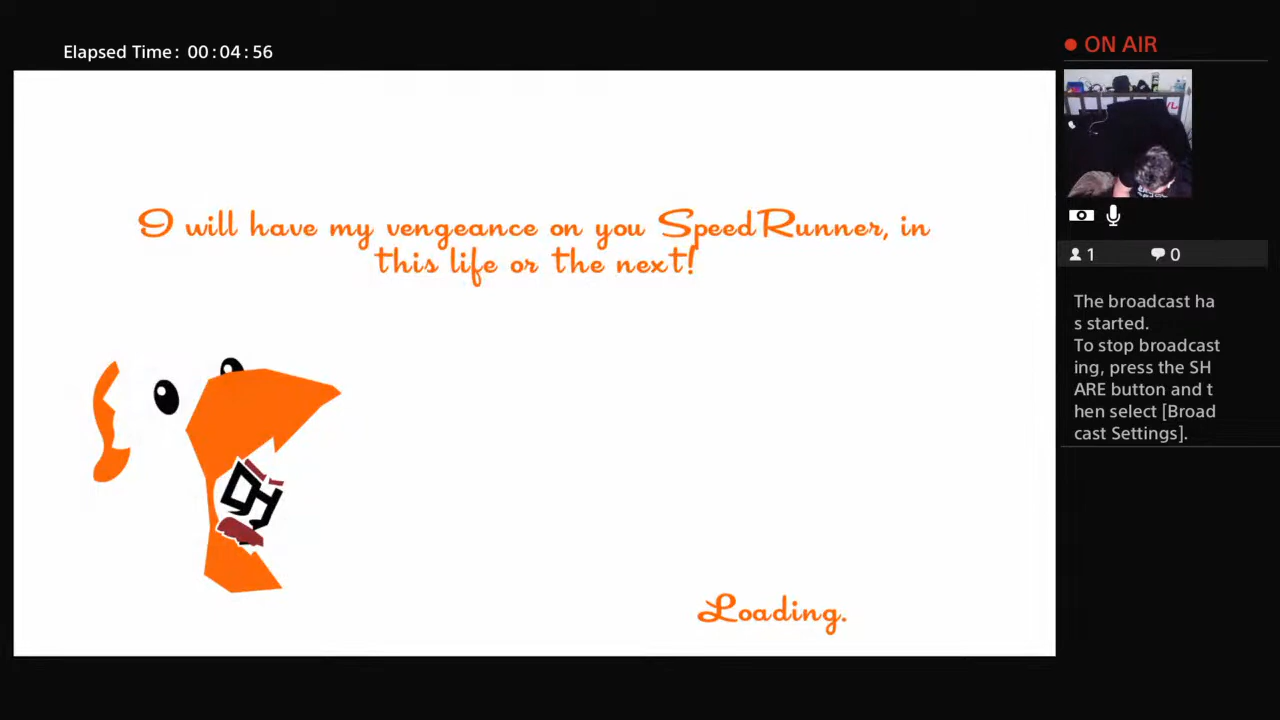 Elapsed Time: 00:04:56
ON AIR
I will have my vengeance on you SpeedRunner, in
this life or the next!
1
0
The broadcast ha
s started.
To stop broadcast
ing, press the SH
ARE button and t
hen select [Broad
cast Settings].
Loading.